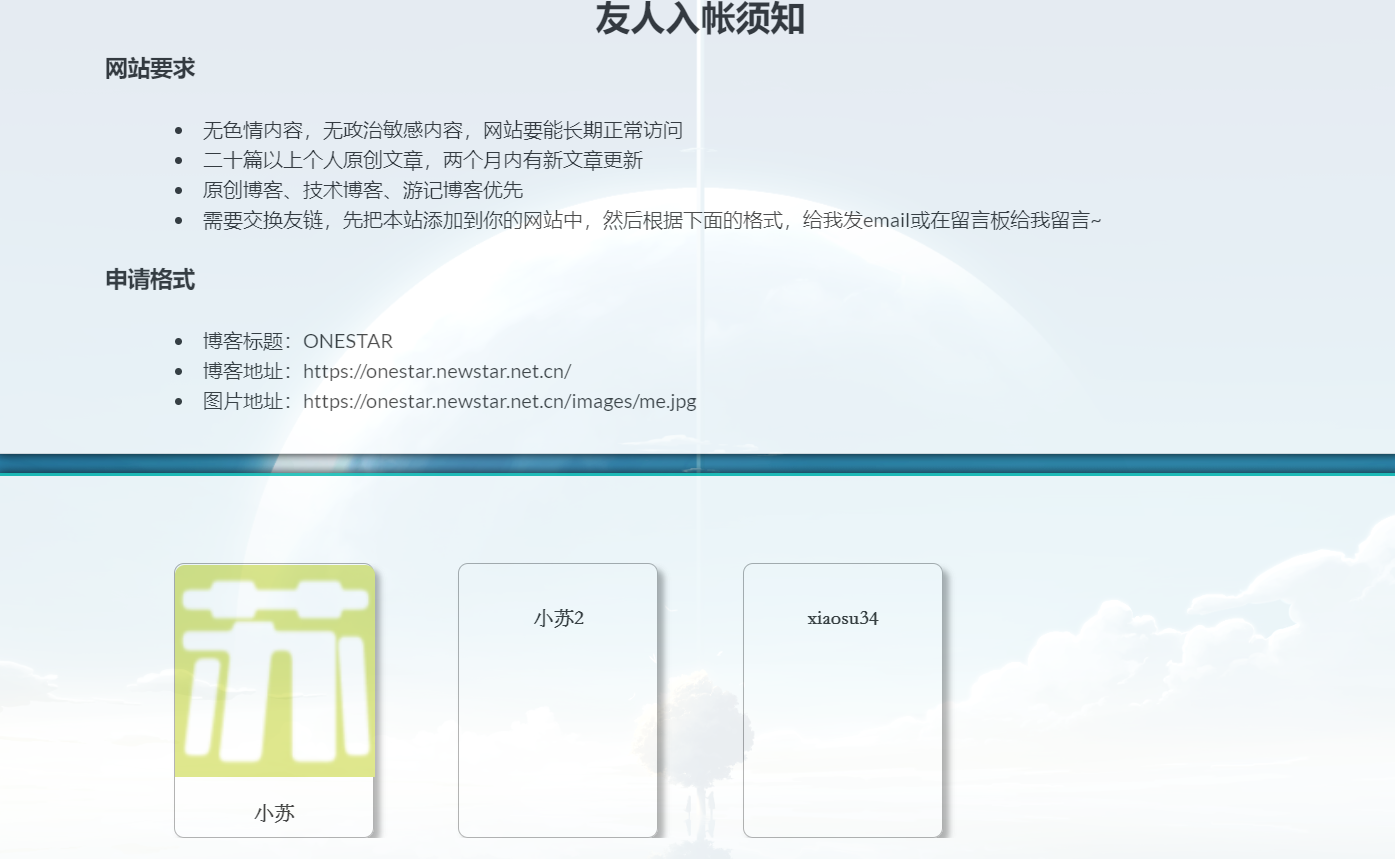 友人入帐须知
网站要求
无色情内容，无政治敏感内容，网站要能长期正常访问
二十篇以上个人原创文章，两个月内有新文章更新
原创博客、技术博客、游记博客优先
需要交换友链，先把本站添加到你的网站中，然后根据下面的格式，给我发email或在留言板给我留言~
申请格式
博客标题：ONESTAR
博客地址：https://onestar.newstar.net.cn/
图片地址：https://onestar.newstar.net.cn/images/me.jpg
小苏
小苏2
xiaosu34